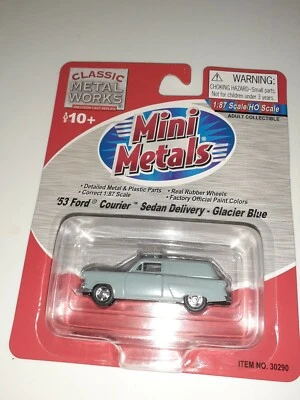 CLASSIC
METAL
WORKS
10+
WARNING:
CHOKING HAZARD-Small parts.
Not for children under 3 years.
1:87 Scale/HO Scale
ADULT COLLECTIBLE
Mini
Metals
•Detailed Metal & Plastic Parts •Real Rubber Wheels
•Correct 1:87 Scale •Factory Official Paint Colors
'53 Ford Courier™ Sedan Delivery - Glacier Blue
ITEM NO. 30290